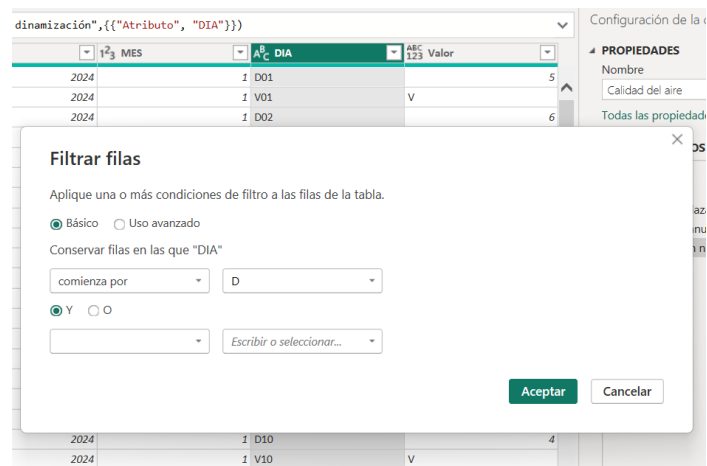 dinamización",{{"Atributo", "DIA"}})
Configuración de la
PROPIEDADES
Nombre
Calidad del aire
Todas las propiedade
1²3 MES
ABC DIA
ABC 123 Valor
2024 1 D01 5
2024 1 V01 V
2024 1 D02 6
Filtrar filas
Aplique una o más condiciones de filtro a las filas de la tabla.
Básico Uso avanzado
Conservar filas en las que "DIA"
comienza por D
Y O
Escribir o seleccionar...
Aceptar Cancelar
2024 1 D10 4
2024 1 V10 V